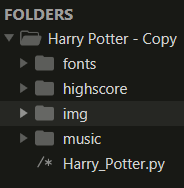 FOLDERS
Harry Potter - Copy
fonts
highscore
img
music
/* Harry_Potter.py